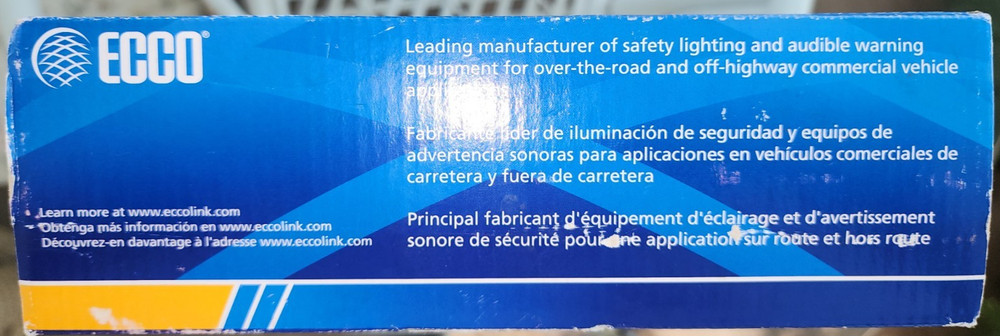 ECCO®
Leading manufacturer of safety lighting and audible warning
equipment for over-the-road and off-highway commercial vehicle
applications
Fabricante líder de iluminación de seguridad y equipos de
advertencia sonoras para aplicaciones en vehículos comerciales de
carretera y fuera de carretera
Principal fabricant d'équipement d'éclairage et d'avertissement
sonore de sécurité pour une application sur route et hors route
Learn more at www.eccolink.com
Obtenga más información en www.eccolink.com
Découvrez-en davantage à l'adresse www.eccolink.com